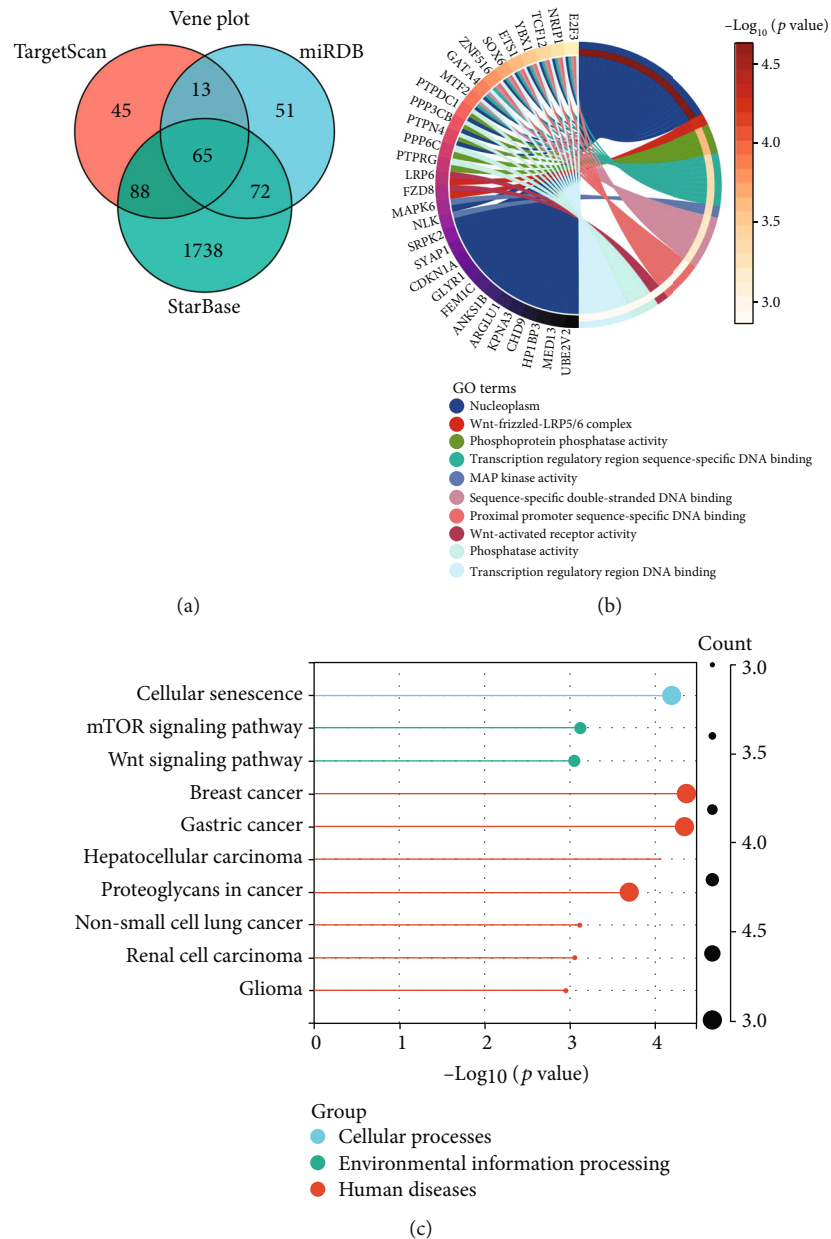 Vene plot
TargetScan
miRDB
45
13
51
65
88
72
1738
StarBase
(a)
E2F3
NRIP1
TCF12
YBX1
ETS1
SOX6
ZNF516
GATA4
MTF2
PTPDC1
PPP3CB
PTPN4
PPP6C
PTPRG
LRP6
FZD8
MAPK6
NLK
SRPK2
SYAP1
CDKN1A
GLYR1
FEM1C
ANKS1B
ARGLU1
KPNA3
CHD9
HP1BP3
MED13
UBE2V2
–Log10 (p value)
4.5
4.0
3.5
3.0
GO terms
Nucleoplasm
Wnt-frizzled-LRP5/6 complex
Phosphoprotein phosphatase activity
Transcription regulatory region sequence-specific DNA binding
MAP kinase activity
Sequence-specific double-stranded DNA binding
Proximal promoter sequence-specific DNA binding
Wnt-activated receptor activity
Phosphatase activity
Transcription regulatory region DNA binding
(b)
Cellular senescence
mTOR signaling pathway
Wnt signaling pathway
Breast cancer
Gastric cancer
Hepatocellular carcinoma
Proteoglycans in cancer
Non-small cell lung cancer
Renal cell carcinoma
Glioma
0 1 2 3 4
–Log10 (p value)
Count
3.0
3.5
4.0
4.5
3.0
Group
Cellular processes
Environmental information processing
Human diseases
(c)